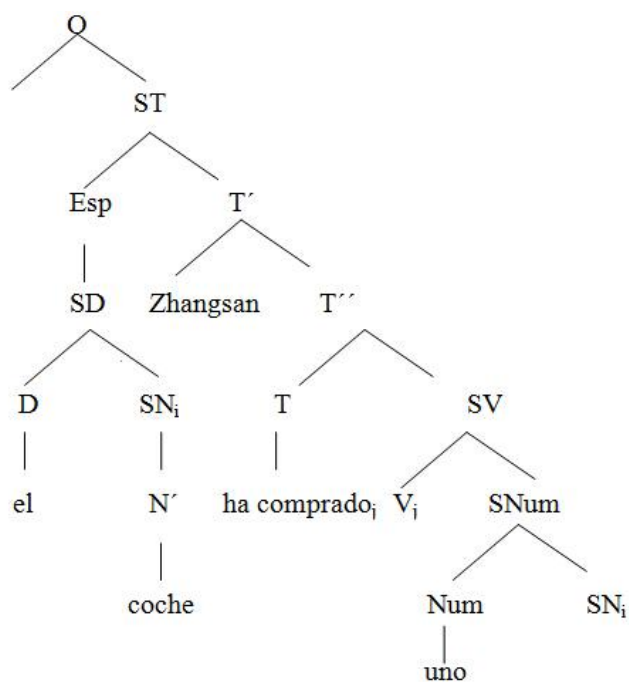 O
ST
Esp T´
SD Zhangsan T´´
D SNi T SV
el N´ ha compradoj Vj SNum
coche Num SNi
uno